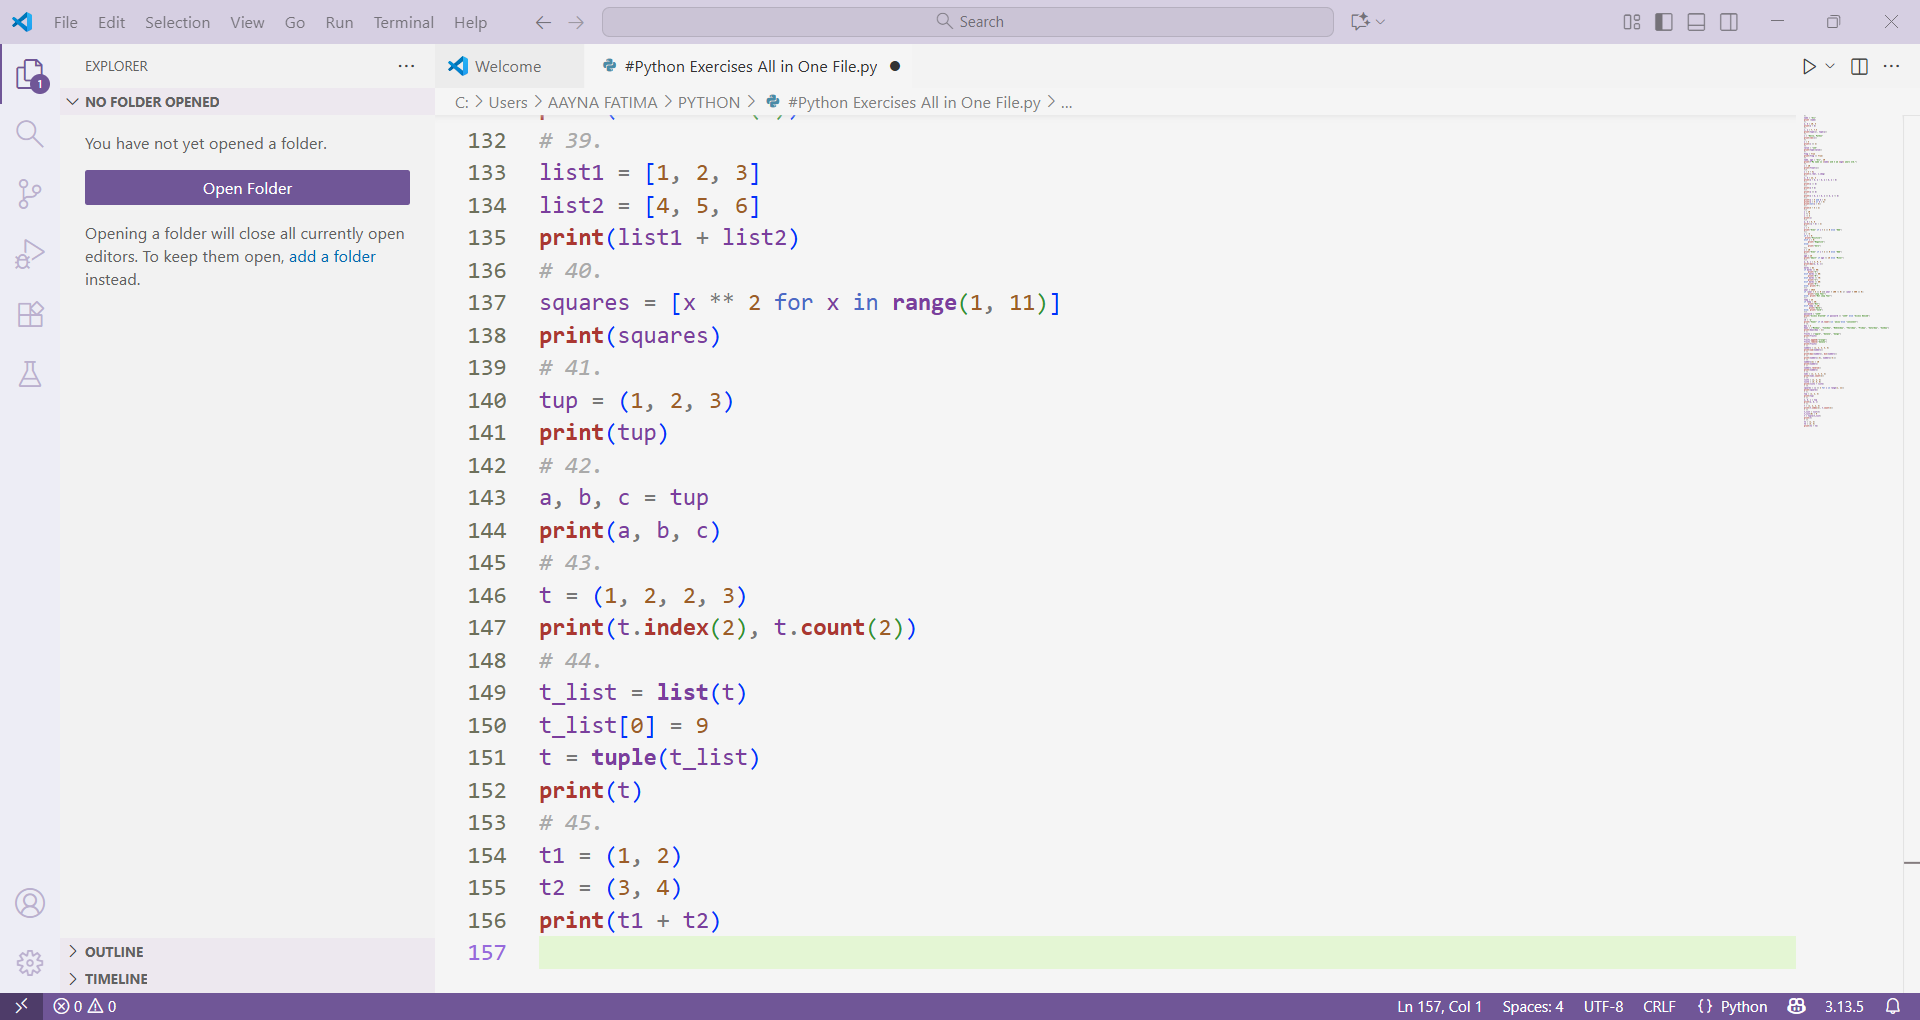 File Edit Selection View Go Run Terminal Help
Search
EXPLORER
NO FOLDER OPENED
You have not yet opened a folder.
Open Folder
Opening a folder will close all currently open
editors. To keep them open, add a folder
instead.
OUTLINE
TIMELINE
1
Welcome
#Python Exercises All in One File.py
C: > Users > AAYNA FATIMA > PYTHON > #Python Exercises All in One File.py > ...
132 # 39.
133 list1 = [1, 2, 3]
134 list2 = [4, 5, 6]
135 print(list1 + list2)
136 # 40.
137 squares = [x ** 2 for x in range(1, 11)]
138 print(squares)
139 # 41.
140 tup = (1, 2, 3)
141 print(tup)
142 # 42.
143 a, b, c = tup
144 print(a, b, c)
145 # 43.
146 t = (1, 2, 2, 3)
147 print(t.index(2), t.count(2))
148 # 44.
149 t_list = list(t)
150 t_list[0] = 9
151 t = tuple(t_list)
152 print(t)
153 # 45.
154 t1 = (1, 2)
155 t2 = (3, 4)
156 print(t1 + t2)
157
0 0
Ln 157, Col 1 Spaces: 4 UTF-8 CRLF {} Python 3.13.5